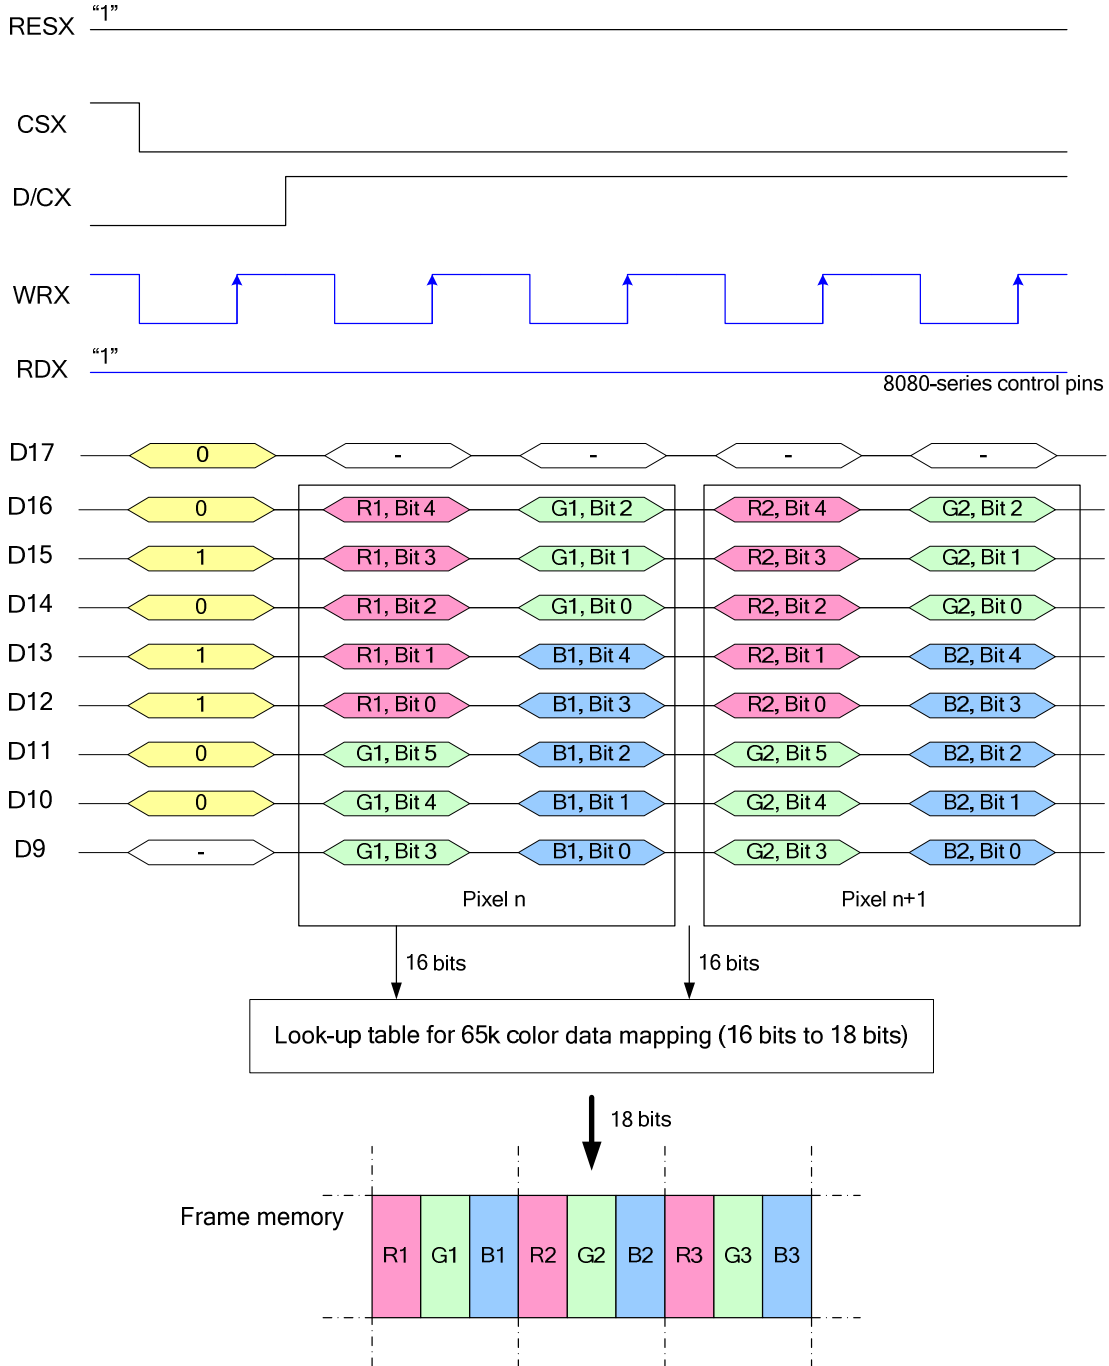 RESX “1”
CSX
D/CX
WRX
RDX “1”
8080-series control pins
D17 0 - - - -
D16 0 R1, Bit 4 G1, Bit 2 R2, Bit 4 G2, Bit 2
D15 1 R1, Bit 3 G1, Bit 1 R2, Bit 3 G2, Bit 1
D14 0 R1, Bit 2 G1, Bit 0 R2, Bit 2 G2, Bit 0
D13 1 R1, Bit 1 B1, Bit 4 R2, Bit 1 B2, Bit 4
D12 1 R1, Bit 0 B1, Bit 3 R2, Bit 0 B2, Bit 3
D11 0 G1, Bit 5 B1, Bit 2 G2, Bit 5 B2, Bit 2
D10 0 G1, Bit 4 B1, Bit 1 G2, Bit 4 B2, Bit 1
D9 - G1, Bit 3 B1, Bit 0 G2, Bit 3 B2, Bit 0
Pixel n Pixel n+1
16 bits 16 bits
Look-up table for 65k color data mapping (16 bits to 18 bits)
18 bits
Frame memory
R1 G1 B1 R2 G2 B2 R3 G3 B3